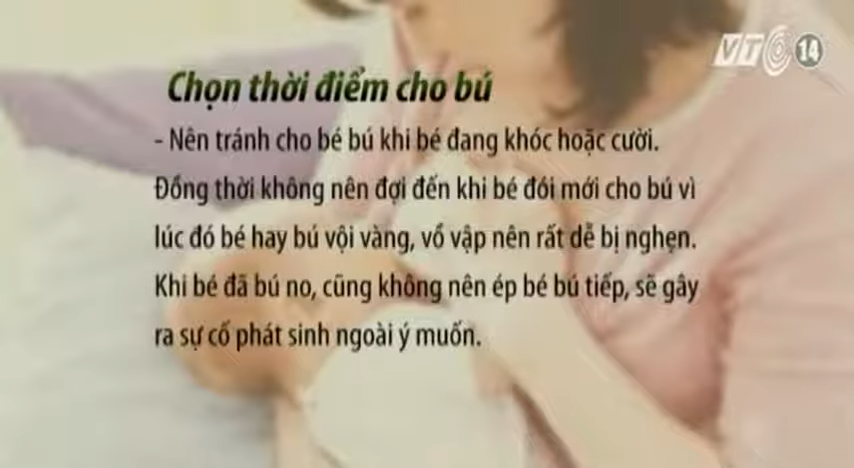 VTC 14
Chọn thời điểm cho bú
- Nên tránh cho bé bú khi bé đang khóc hoặc cười.
Đồng thời không nên đợi đến khi bé đói mới cho bú vì
lúc đó bé hay bú vội vàng, vồ vập nên rất dễ bị nghẹn.
Khi bé đã bú no, cũng không nên ép bé bú tiếp, sẽ gây
ra sự cố phát sinh ngoài ý muốn.